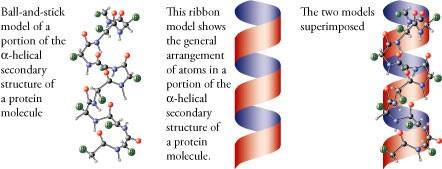 Ball-and-stick
model of a
portion of the
α-helical
secondary
structure of
a protein
molecule
This ribbon
model shows
the general
arrangement
of atoms in a
portion of the
α-helical
secondary
structure of
a protein
molecule.
The two models
superimposed